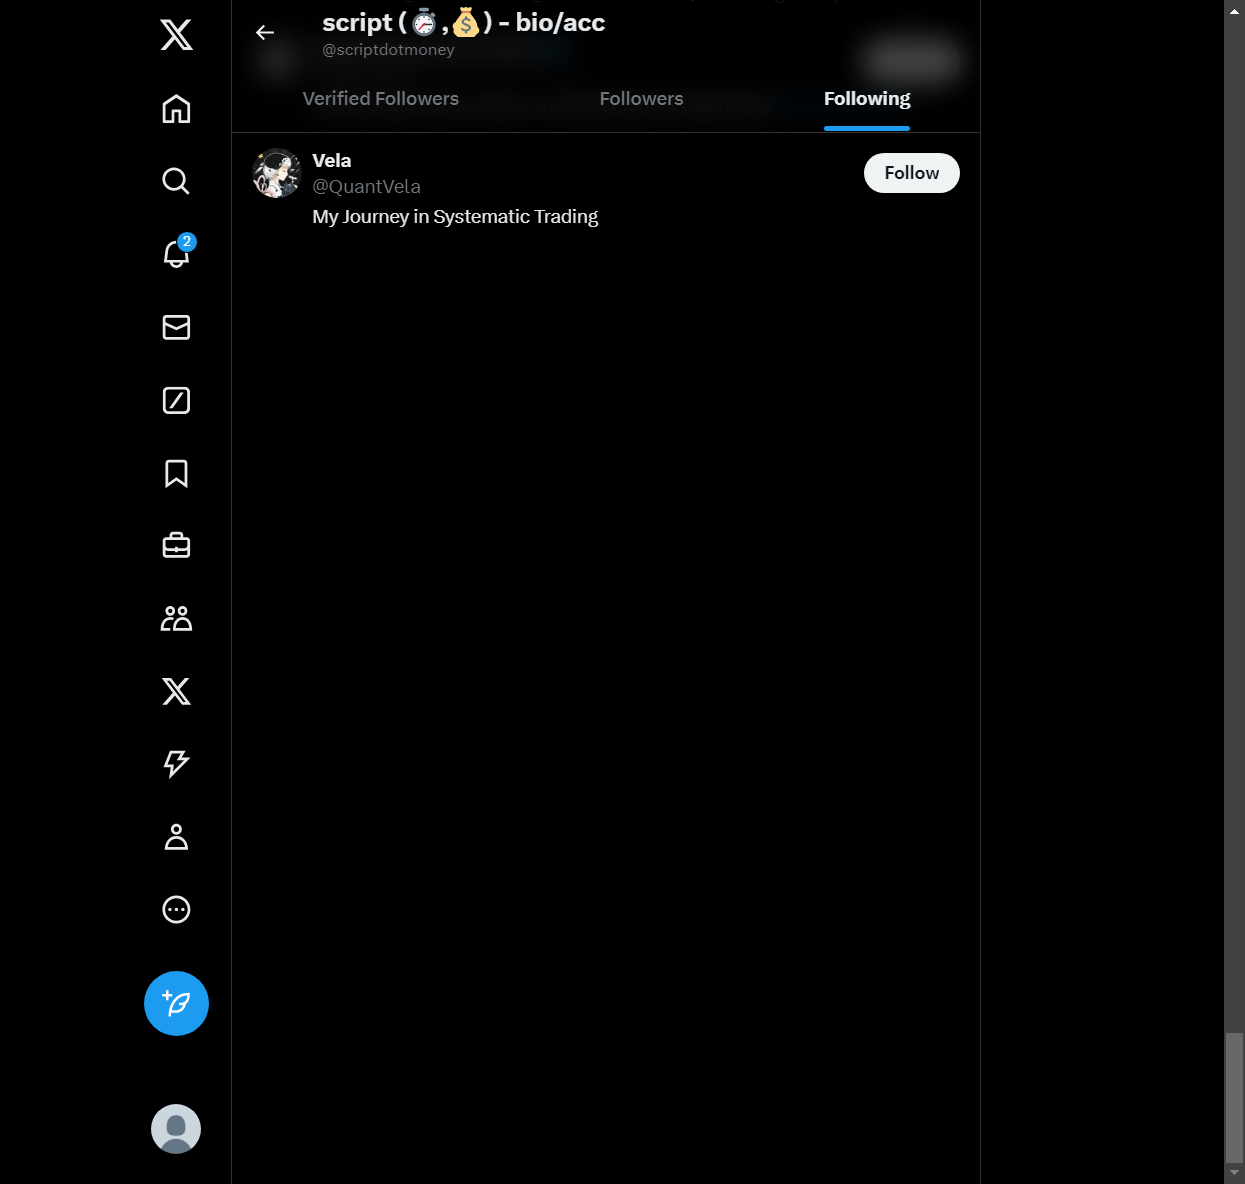 script (⏱️,💰) - bio/acc
@scriptdotmoney
Verified Followers
Followers
Following
Vela
@QuantVela
My Journey in Systematic Trading
Follow
2